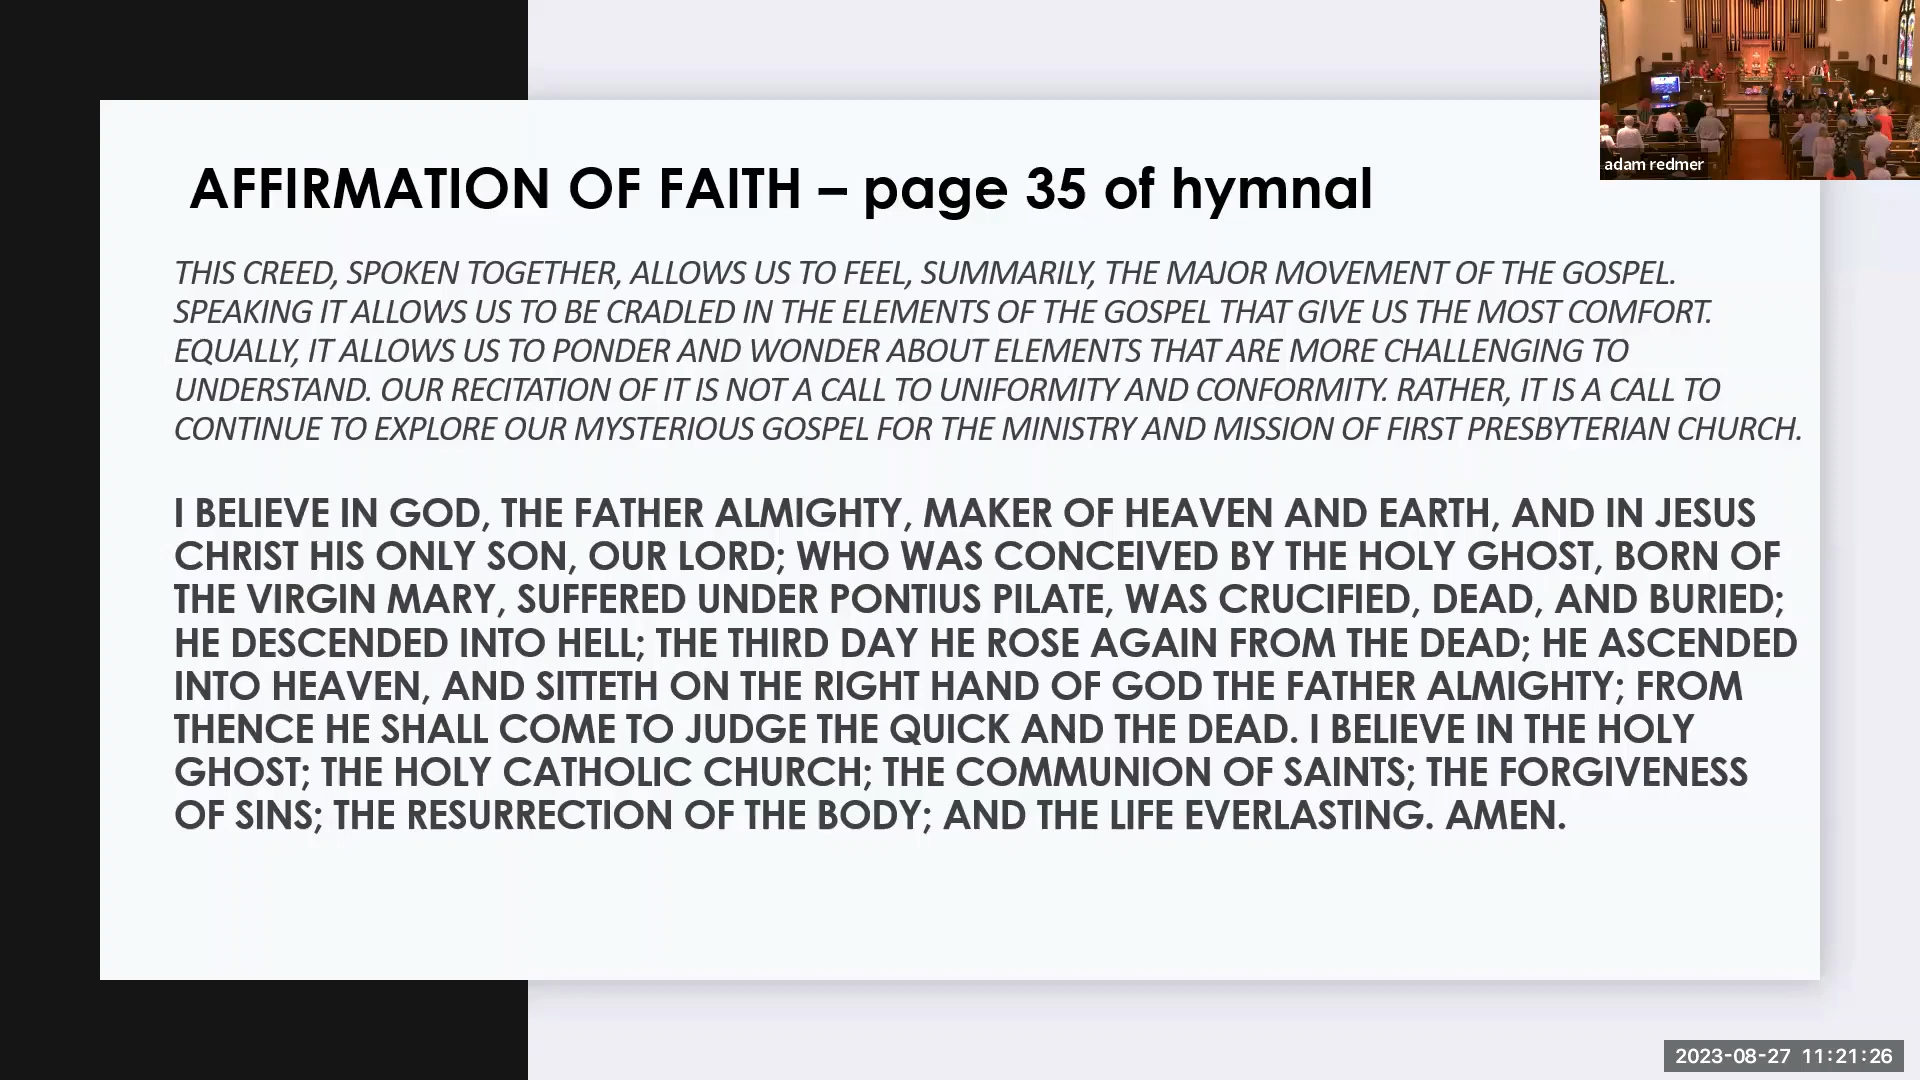 adam redmer
AFFIRMATION OF FAITH – page 35 of hymnal
THIS CREED, SPOKEN TOGETHER, ALLOWS US TO FEEL, SUMMARILY, THE MAJOR MOVEMENT OF THE GOSPEL.
SPEAKING IT ALLOWS US TO BE CRADLED IN THE ELEMENTS OF THE GOSPEL THAT GIVE US THE MOST COMFORT.
EQUALLY, IT ALLOWS US TO PONDER AND WONDER ABOUT ELEMENTS THAT ARE MORE CHALLENGING TO
UNDERSTAND. OUR RECITATION OF IT IS NOT A CALL TO UNIFORMITY AND CONFORMITY. RATHER, IT IS A CALL TO
CONTINUE TO EXPLORE OUR MYSTERIOUS GOSPEL FOR THE MINISTRY AND MISSION OF FIRST PRESBYTERIAN CHURCH.
I BELIEVE IN GOD, THE FATHER ALMIGHTY, MAKER OF HEAVEN AND EARTH, AND IN JESUS
CHRIST HIS ONLY SON, OUR LORD; WHO WAS CONCEIVED BY THE HOLY GHOST, BORN OF
THE VIRGIN MARY, SUFFERED UNDER PONTIUS PILATE, WAS CRUCIFIED, DEAD, AND BURIED;
HE DESCENDED INTO HELL; THE THIRD DAY HE ROSE AGAIN FROM THE DEAD; HE ASCENDED
INTO HEAVEN, AND SITTETH ON THE RIGHT HAND OF GOD THE FATHER ALMIGHTY; FROM
THENCE HE SHALL COME TO JUDGE THE QUICK AND THE DEAD. I BELIEVE IN THE HOLY
GHOST; THE HOLY CATHOLIC CHURCH; THE COMMUNION OF SAINTS; THE FORGIVENESS
OF SINS; THE RESURRECTION OF THE BODY; AND THE LIFE EVERLASTING. AMEN.
2023-08-27 11:21:26